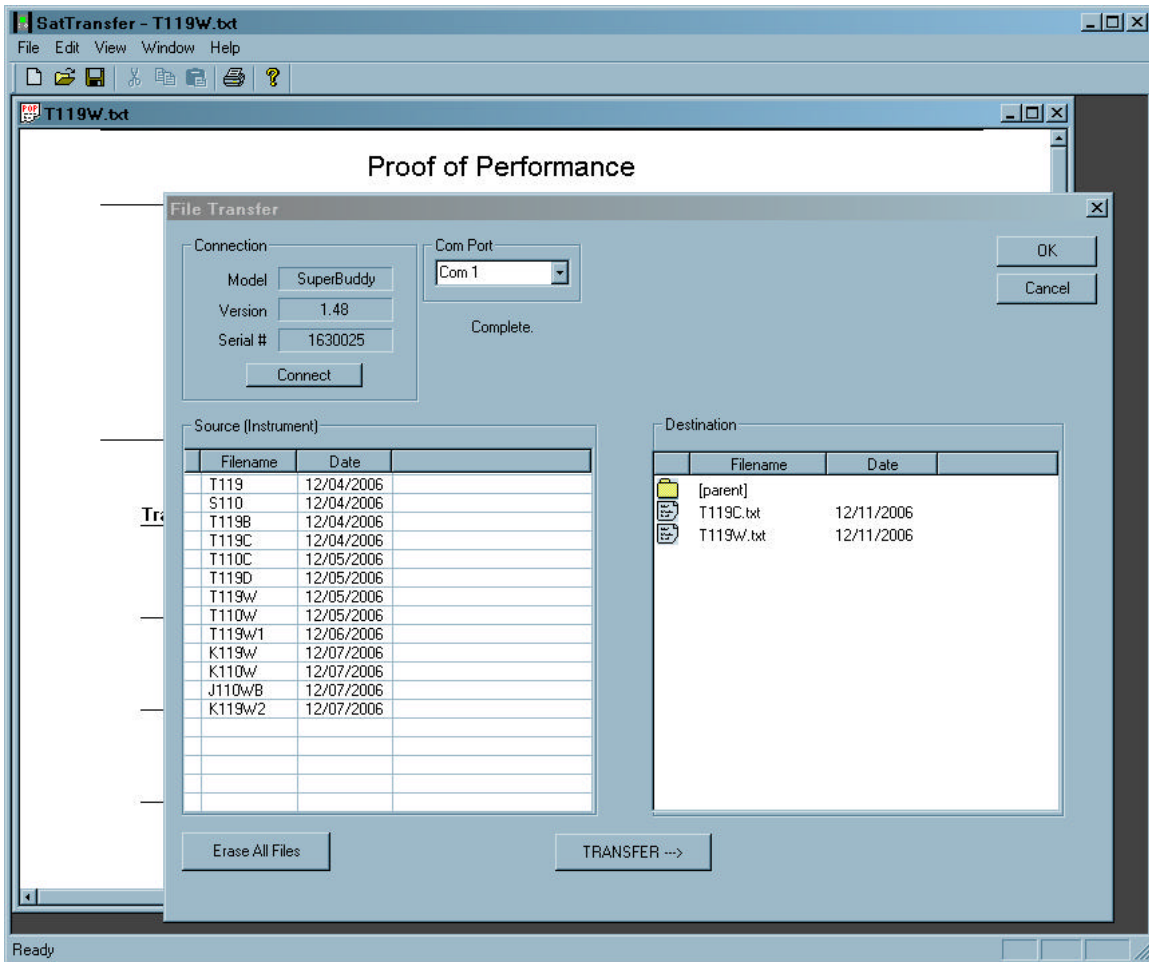 SatTransfer - T119W.txt
File Edit View Window Help
T119W.txt
Proof of Performance
File Transfer
Connection
Model SuperBuddy
Version 1.48
Serial # 1630025
Connect
Com Port
Com 1
Complete.
OK
Cancel
Source (Instrument)
Filename Date
T119 12/04/2006
S110 12/04/2006
T119B 12/04/2006
T119C 12/04/2006
T110C 12/05/2006
T119D 12/05/2006
T119W 12/05/2006
T110W 12/05/2006
T119W1 12/06/2006
K119W 12/07/2006
K110W 12/07/2006
J110WB 12/07/2006
K119W2 12/07/2006
Destination
Filename Date
[parent]
T119C.txt 12/11/2006
T119W.txt 12/11/2006
Erase All Files
TRANSFER --->
Ready